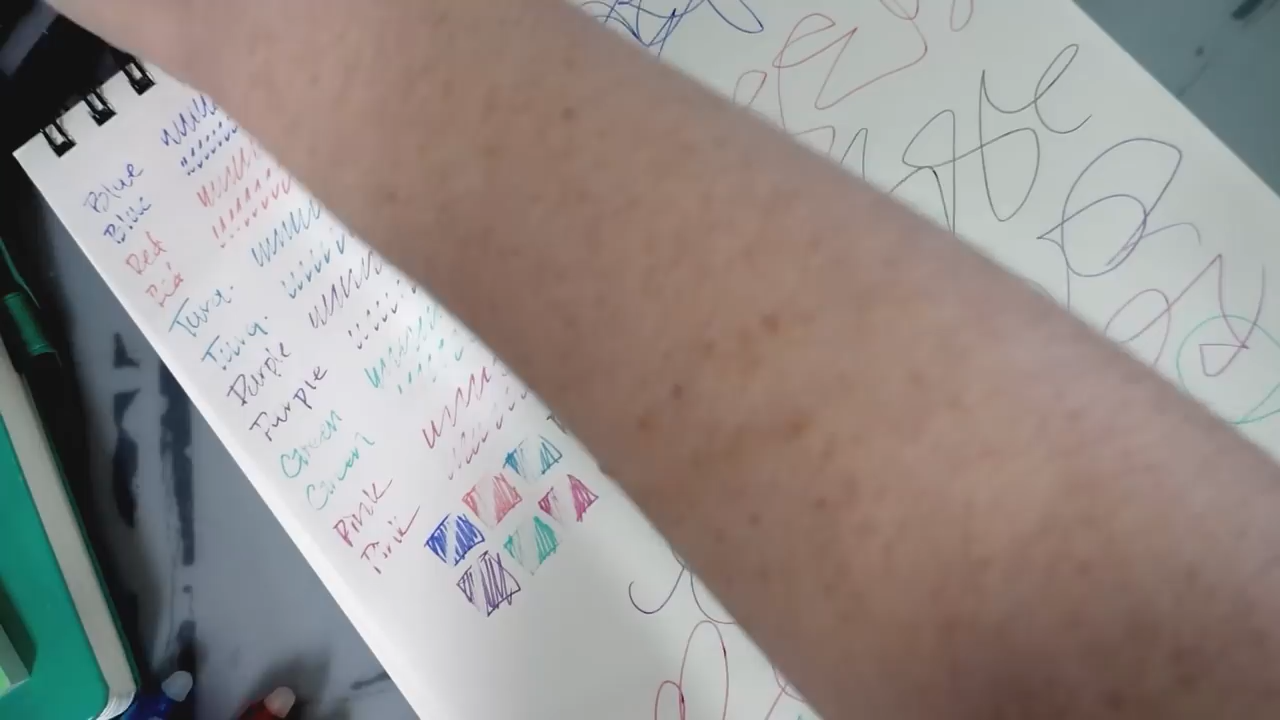 Blue
Blue
Red
Red
Turq.
Turq.
Purple
Purple
Green
Green
Pink
Pink